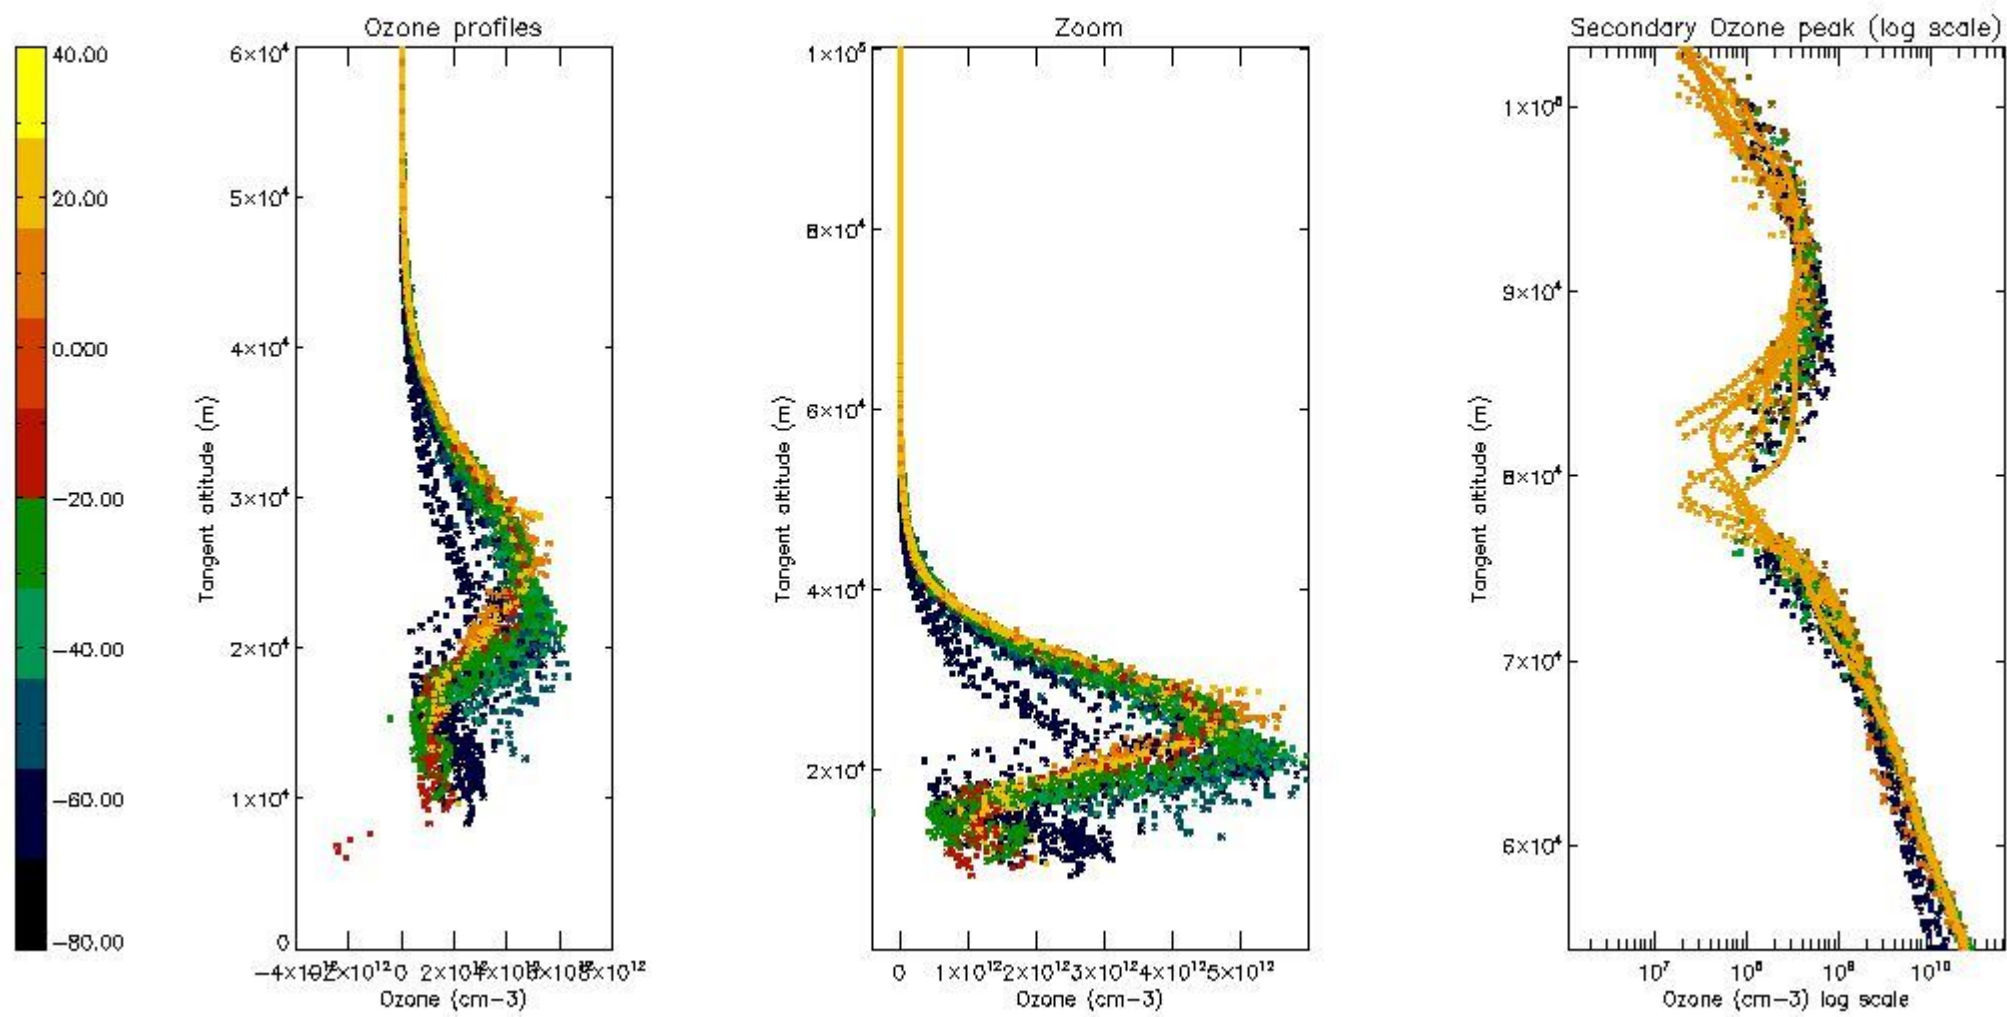 Ozone profiles
Zoom
Secondary Ozone peak (log scale)
40.00
20.00
0.000
−20.00
−40.00
−60.00
−80.00
6×10⁴
5×10⁴
4×10⁴
3×10⁴
2×10⁴
1×10⁴
0
Tangent altitude (m)
0
Ozone (cm−3)
1×10⁵
8×10⁴
6×10⁴
4×10⁴
2×10⁴
Tangent altitude (m)
0 1×10¹² 2×10¹² 3×10¹² 4×10¹² 5×10¹²
Ozone (cm−3)
9×10⁴
8×10⁴
7×10⁴
6×10⁴
Tangent altitude (m)
10⁷ 10⁸ 10⁹ 10¹⁰
Ozone (cm−3) log scale